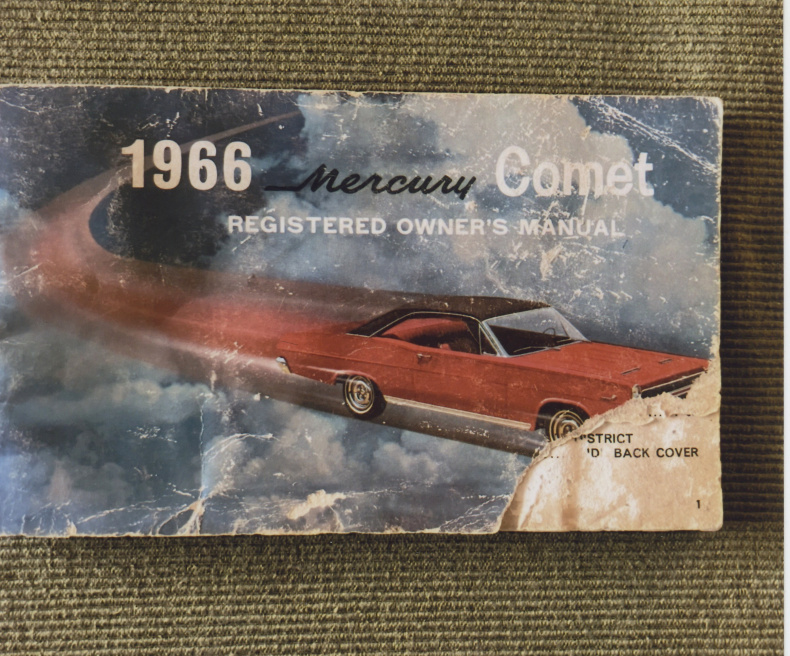 1966 Mercury Comet
REGISTERED OWNER'S MANUAL
STRICT
'D' BACK COVER
1